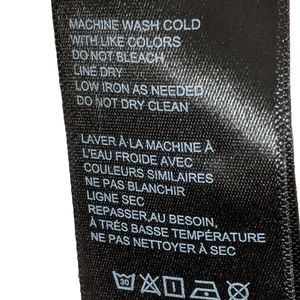 MACHINE WASH COLD
WITH LIKE COLORS
DO NOT BLEACH
LINE DRY
LOW IRON AS NEEDED
DO NOT DRY CLEAN
LAVER À LA MACHINE À
L'EAU FROIDE AVEC
COULEURS SIMILAIRES
NE PAS BLANCHIR
LIGNE SEC
REPASSER,AU BESOIN,
À TRÉS BASSE TEMPÉRATURE
NE PAS NETTOYER À SEC
30